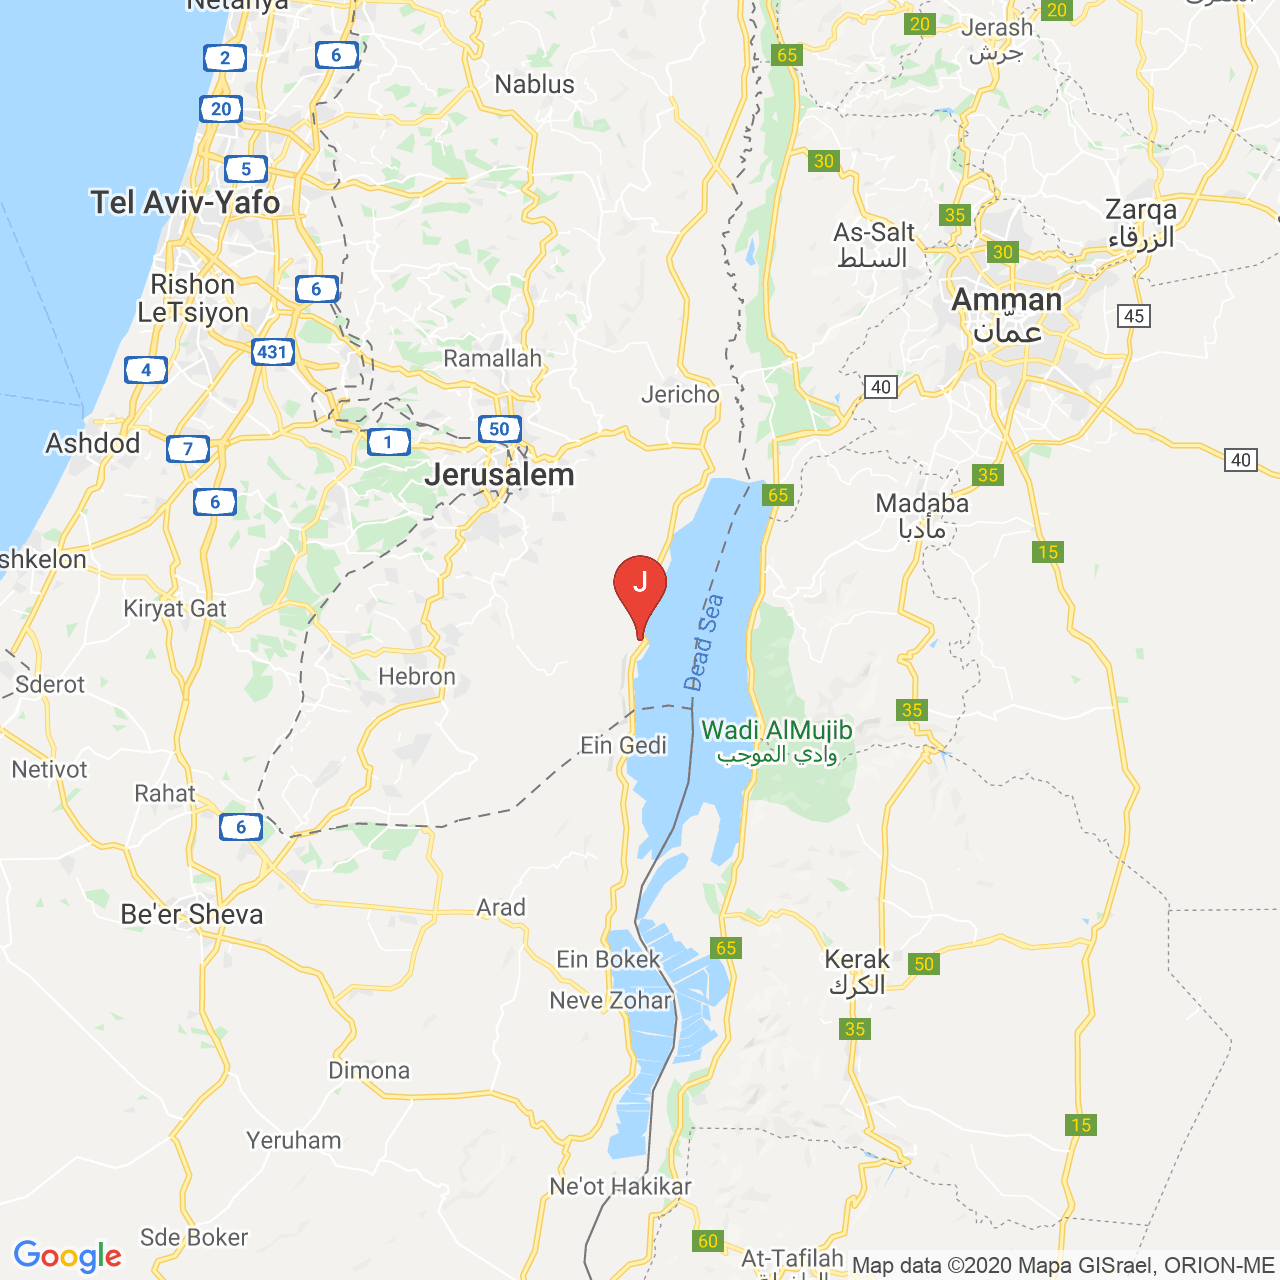 Netanya
20
20
Jerash
جرش
2
6
65
Nablus
20
5
30
Tel Aviv-Yafo
35
Zarqa
الزرقاء
As-Salt
السلط
30
Rishon
LeTsiyon
6
Amman
عمّان
45
431
4
Ramallah
40
Jericho
50
Ashdod
7
1
40
Jerusalem
35
6
65
Madaba
مأدبا
15
shkelon
J
Kiryat Gat
Dead Sea
Hebron
Sderot
35
Wadi AlMujib
وادي الموجب
Ein Gedi
Netivot
Rahat
6
Arad
Be'er Sheva
65
Ein Bokek
Kerak
الكرك
50
Neve Zohar
35
Dimona
15
Yeruham
Ne'ot Hakikar
Sde Boker
60
At-Tafilah
Google
Map data ©2020 Mapa GISrael, ORION-ME